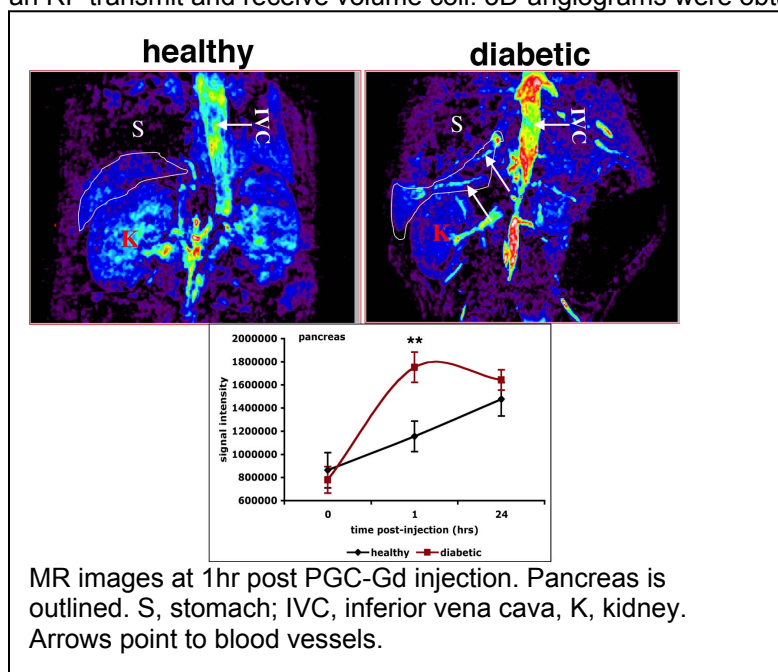 an RF transmit and receive volume coil. 3D angiograms were obta
healthy
diabetic
S
IVC
K
S
IVC
K
pancreas
**
2000000
1800000
1600000
1400000
1200000
1000000
800000
600000
signal intensity
0
1
24
time post-injection (hrs)
healthy
diabetic
MR images at 1hr post PGC-Gd injection. Pancreas is
outlined. S, stomach; IVC, inferior vena cava, K, kidney.
Arrows point to blood vessels.